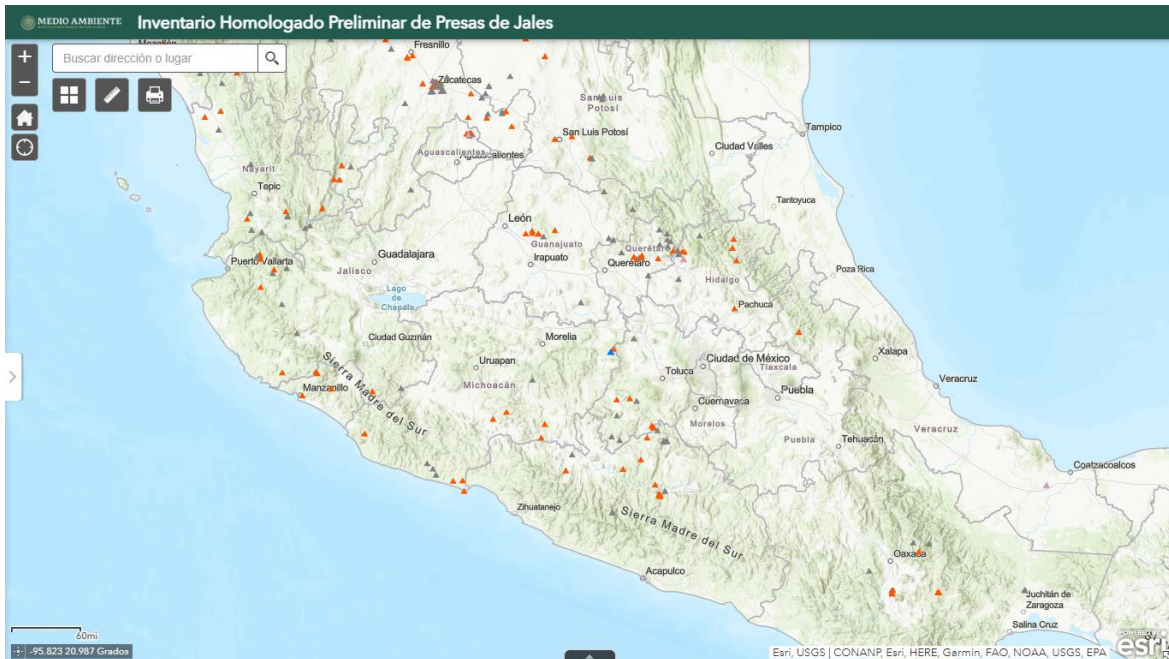 MEDIO AMBIENTE
Inventario Homologado Preliminar de Presas de Jales
+
Buscar dirección o lugar
−
Fresnillo
Zacatecas
San Luis
Potosí
San Luis Potosí
Tampico
Ciudad Valles
Aguascalientes
Aguascalientes
Nayarit
Tepic
Tantoyuca
León
Guanajuato
Querétaro
Guadalajara
Irapuato
Querétaro
Puerto Vallarta
Jalisco
Poza Rica
Hidalgo
Lago
de
Chapala
Pachuca
Ciudad Guzmán
Morelia
Xalapa
Uruapan
Ciudad de México
Tlaxcala
Toluca
Michoacán
Veracruz
Manzanillo
Puebla
Cuernavaca
Sierra Madre del Sur
Morelos
Veracruz
Puebla
Tehuacán
Coatzacoalcos
Zihuatanejo
Sierra Madre del Sur
Oaxaca
Acapulco
Juchitán de
Zaragoza
Salina Cruz
60mi
-95.823 20.987 Grados
POWERED BY
esri
Esri, USGS | CONANP, Esri, HERE, Garmin, FAO, NOAA, USGS, EPA